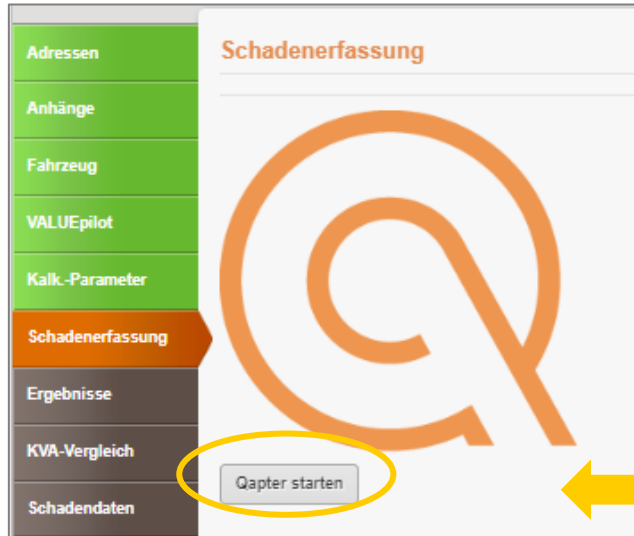 Adressen
Anhänge
Fahrzeug
VALUEpilot
Kalk.-Parameter
Schadenerfassung
Ergebnisse
KVA-Vergleich
Schadendaten
Schadenerfassung
Qapter starten